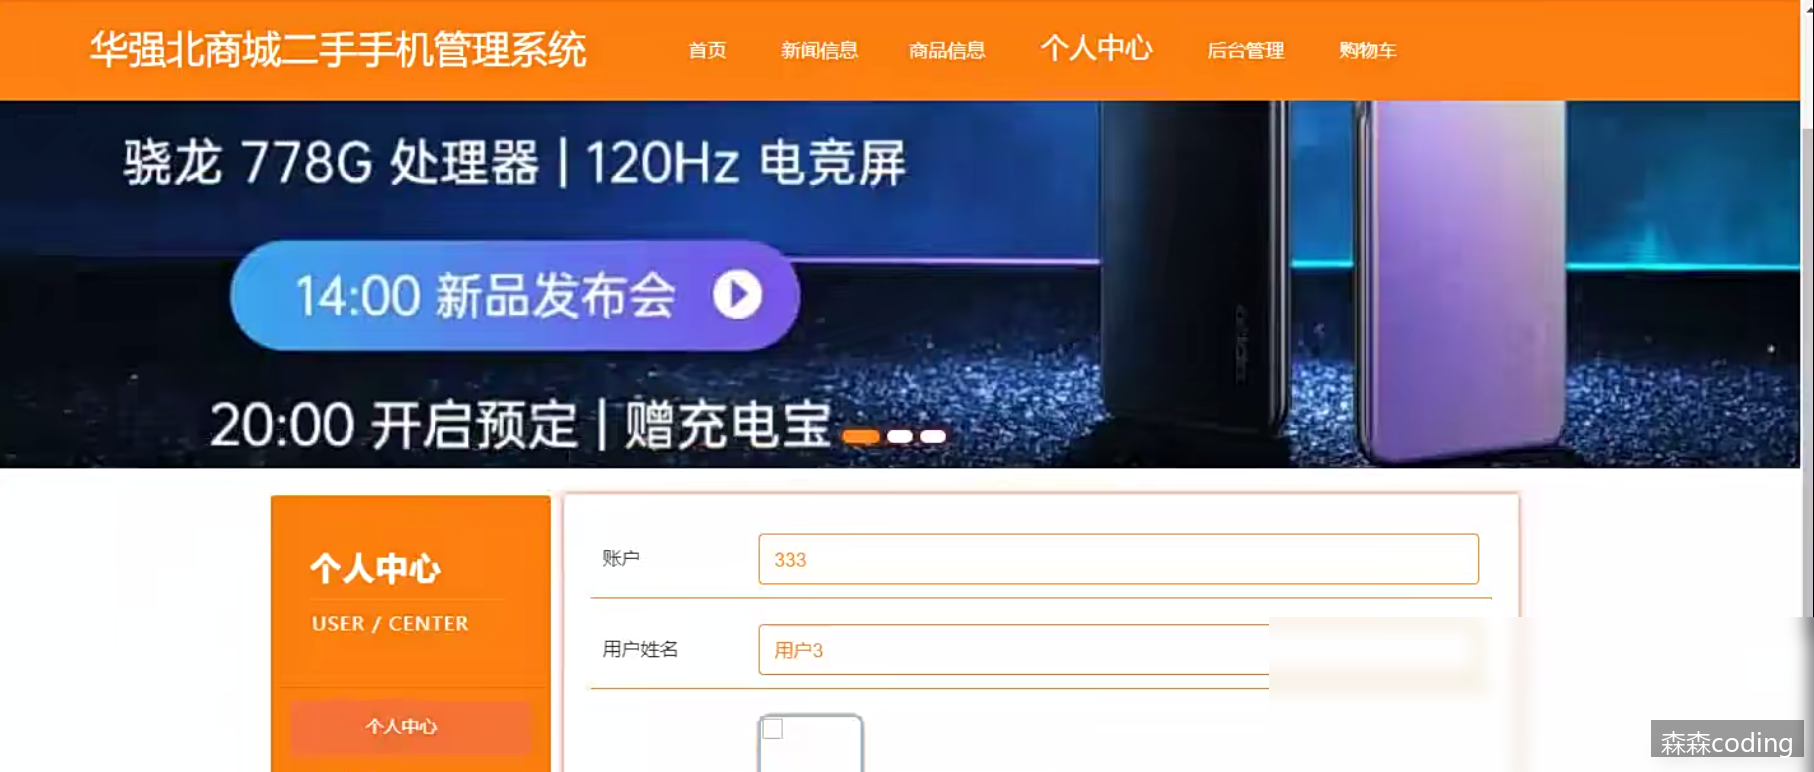 华强北商城二手手机管理系统 首页 新闻信息 商品信息 个人中心 后台管理 购物车
骁龙 778G 处理器 | 120Hz 电竞屏
14:00 新品发布会
20:00 开启预定 | 赠充电宝
个人中心
USER / CENTER
个人中心
账户 333
用户姓名 用户3
森森coding